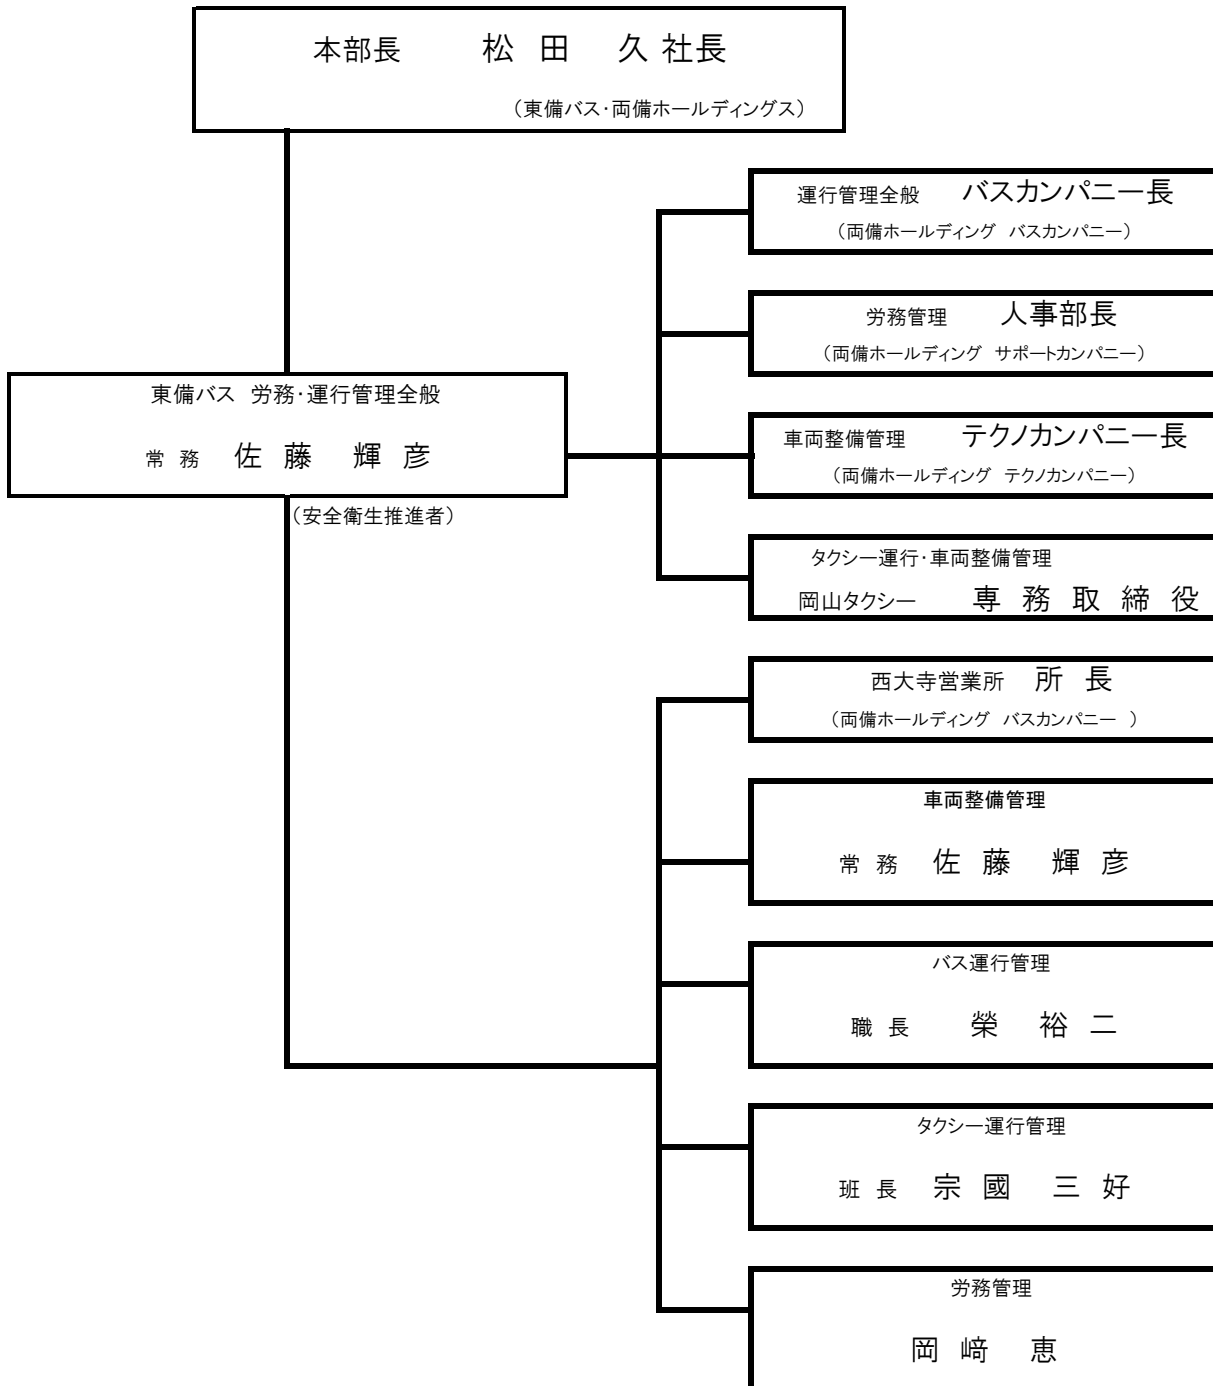 本部長　松田　久 社長
（東備バス・両備ホールディングス）
運行管理全般　バスカンパニー長
（両備ホールディング　バスカンパニー）
労務管理　人事部長
（両備ホールディング　サポートカンパニー）
東備バス　労務・運行管理全般
常務　佐藤　輝彦
（安全衛生推進者）
車両整備管理　テクノカンパニー長
（両備ホールディング　テクノカンパニー）
タクシー運行・車両整備管理
岡山タクシー　専務取締役
西大寺営業所　所長
（両備ホールディング　バスカンパニー　）
車両整備管理
常務　佐藤　輝彦
バス運行管理
職長　榮　裕二
タクシー運行管理
班長　宗國　三好
労務管理
岡﨑　恵